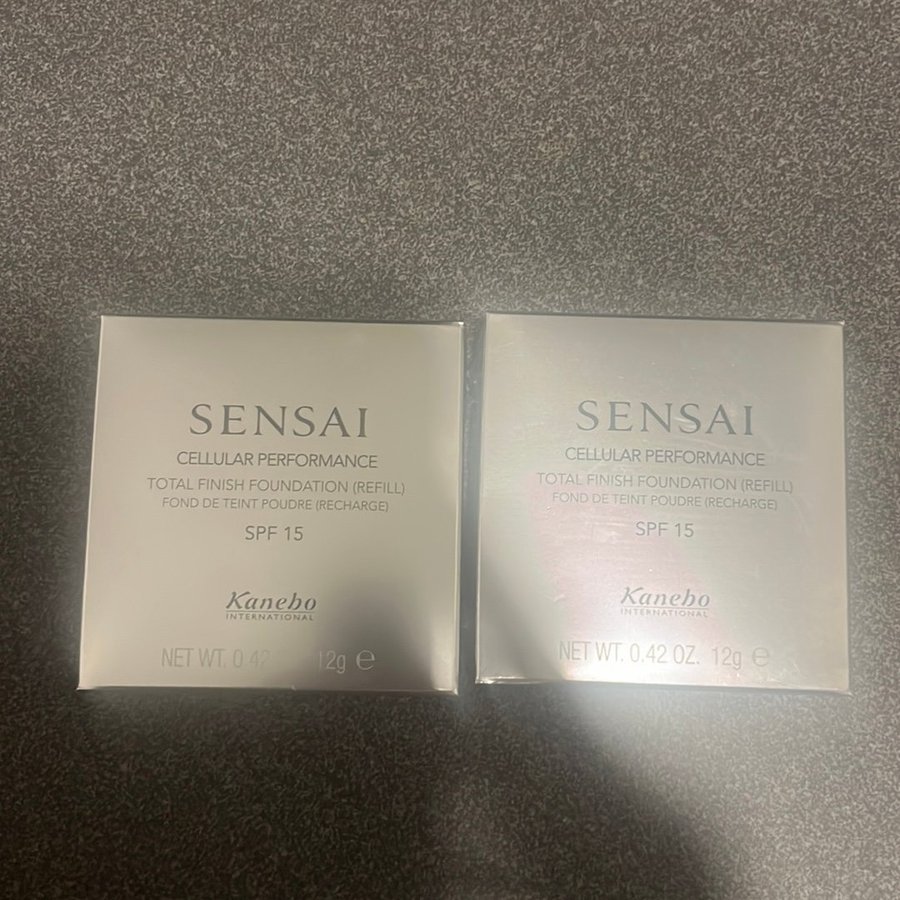 SENSAI
CELLULAR PERFORMANCE
TOTAL FINISH FOUNDATION (REFILL)
FOND DE TEINT POUDRE (RECHARGE)
SPF 15
Kanebo
INTERNATIONAL
NET WT. 0.42 12g e
SENSAI
CELLULAR PERFORMANCE
TOTAL FINISH FOUNDATION (REFILL)
FOND DE TEINT POUDRE (RECHARGE)
SPF 15
Kanebo
INTERNATIONAL
NET WT. 0.42 OZ. 12g e